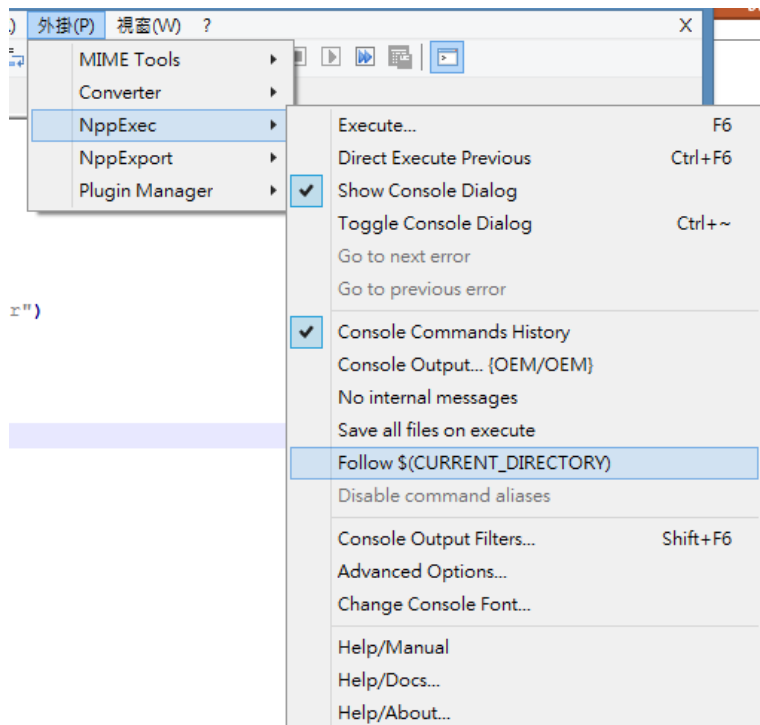 ) 外掛(P) 視窗(W) ? X
MIME Tools
Converter
NppExec
NppExport
Plugin Manager
Execute... F6
Direct Execute Previous Ctrl+F6
Show Console Dialog
Toggle Console Dialog Ctrl+~
Go to next error
Go to previous error
r")
Console Commands History
Console Output... {OEM/OEM}
No internal messages
Save all files on execute
Follow $(CURRENT_DIRECTORY)
Disable command aliases
Console Output Filters... Shift+F6
Advanced Options...
Change Console Font...
Help/Manual
Help/Docs...
Help/About...